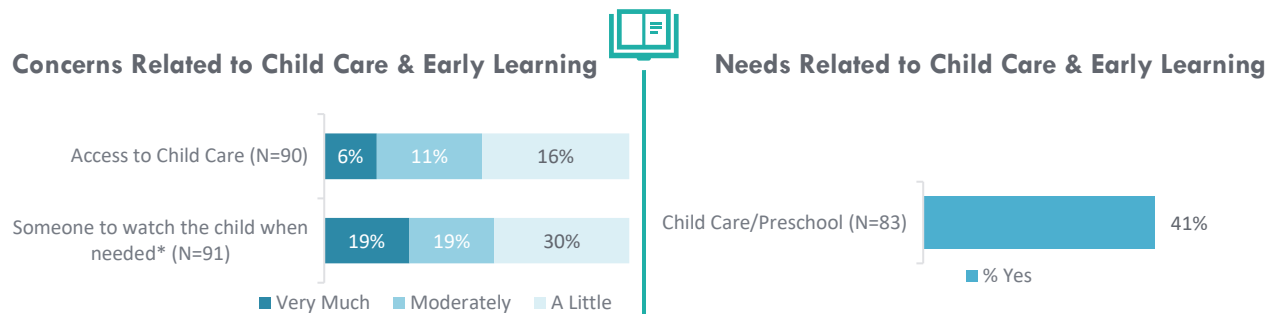 Concerns Related to Child Care & Early Learning
Access to Child Care (N=90)
6% 11% 16%
Someone to watch the child when
needed* (N=91)
19% 19% 30%
Very Much Moderately A Little
Needs Related to Child Care & Early Learning
Child Care/Preschool (N=83)
41%
% Yes